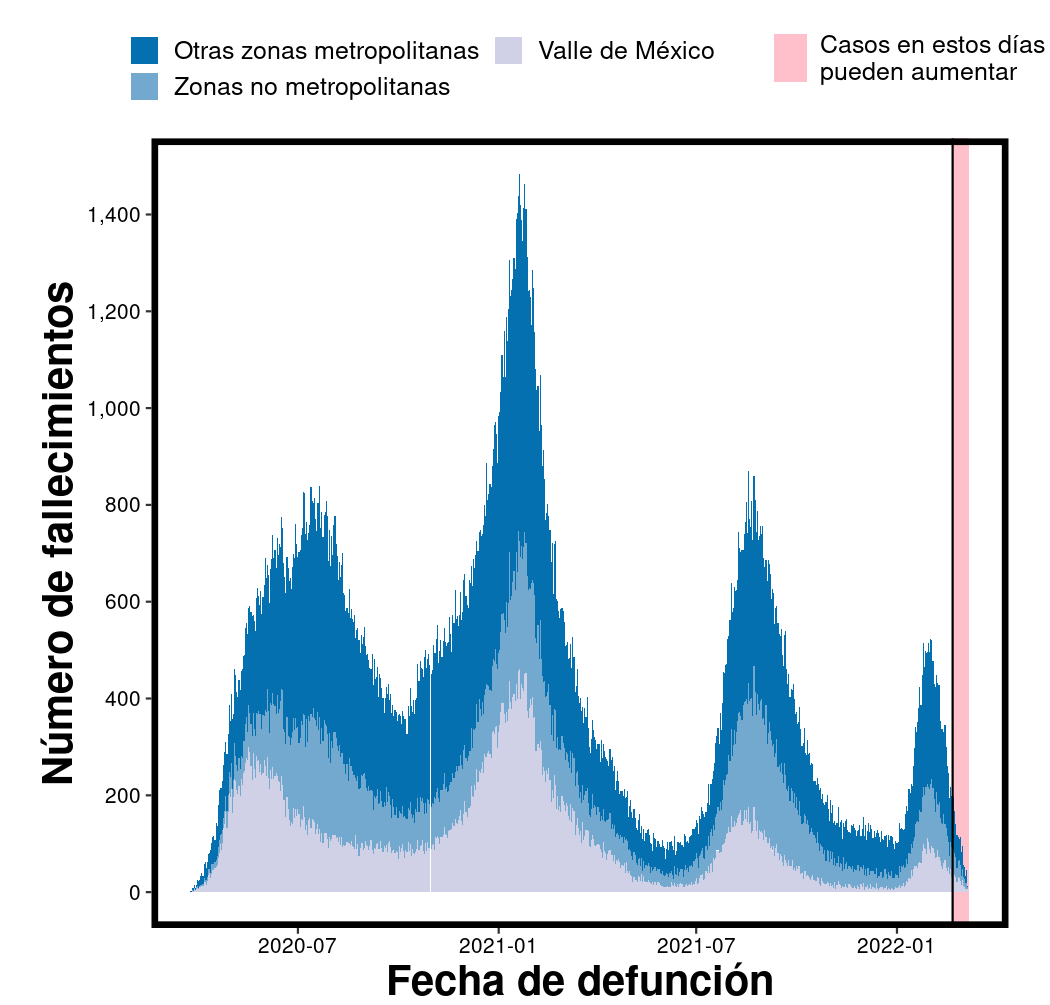 Otras zonas metropolitanas
Valle de México
Zonas no metropolitanas
Casos en estos días
pueden aumentar
Número de fallecimientos
1,400
1,200
1,000
800
600
400
200
0
2020-07
2021-01
2021-07
2022-01
Fecha de defunción